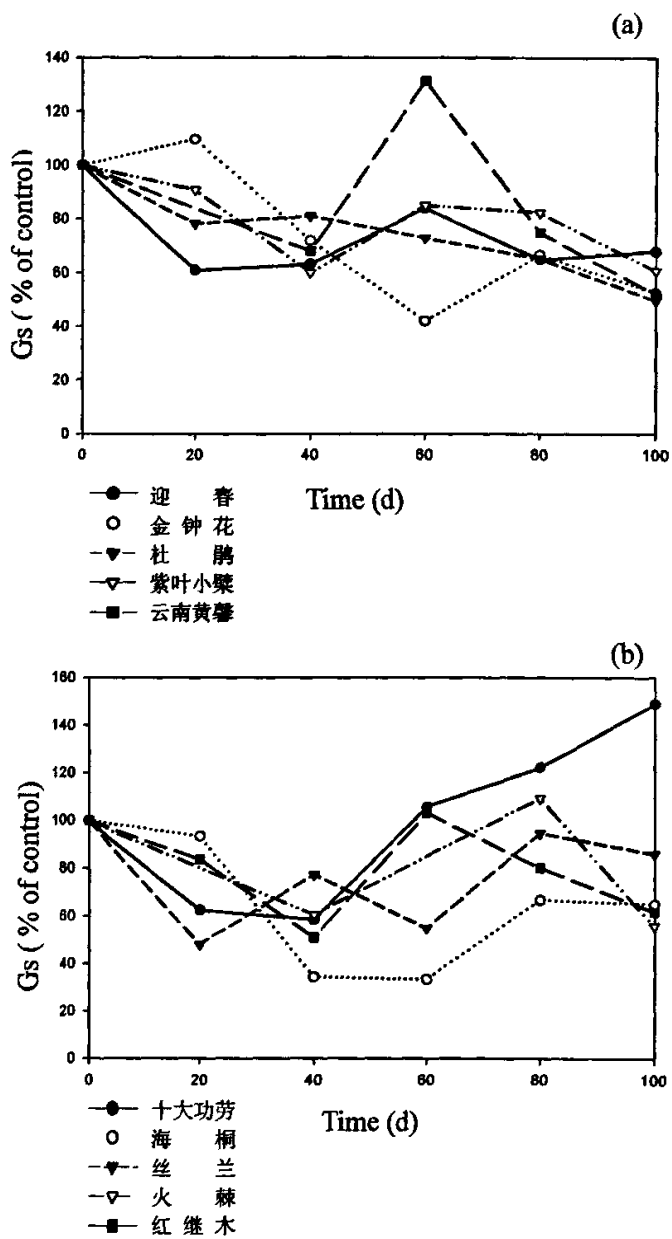 (a)
140
120
100
80
60
40
20
0
Gs ( % of control)
0 20 40 60 80 100
Time (d)
迎 春
金 钟 花
杜 鹃
紫叶小檗
云南黄馨
(b)
160
140
120
100
80
60
40
20
0
Gs ( % of control)
0 20 40 60 80 100
Time (d)
十大功劳
海 桐
丝 兰
火 棘
红 继 木